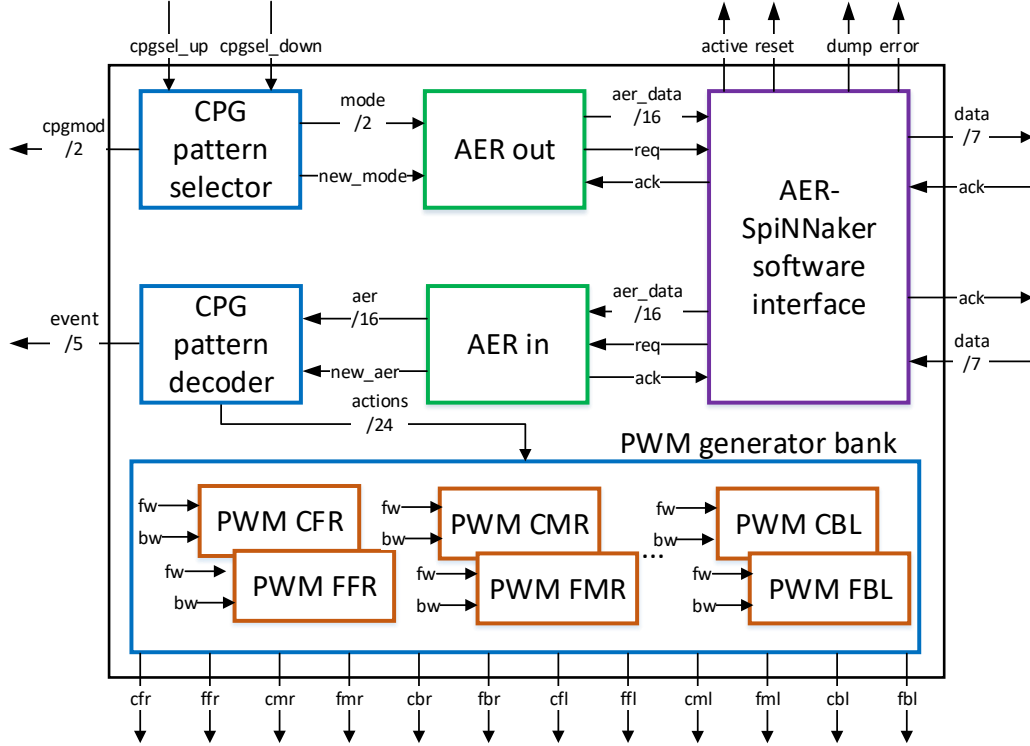 cpgsel_up
cpgsel_down
active
reset
dump
error
cpgmod
/2
CPG
pattern
selector
mode
/2
new_mode
AER out
aer_data
/16
req
ack
AER-
SpiNNaker
software
interface
data
/7
ack
event
/5
CPG
pattern
decoder
aer
/16
new_aer
AER in
aer_data
/16
req
ack
ack
data
/7
actions
/24
PWM generator bank
fw
bw
PWM CFR
fw
bw
PWM FFR
fw
bw
PWM CMR
fw
bw
PWM FMR
...
fw
bw
PWM CBL
fw
bw
PWM FBL
cfr
ffr
cmr
fmr
cbr
fbr
cfl
ffl
cml
fml
cbl
fbl